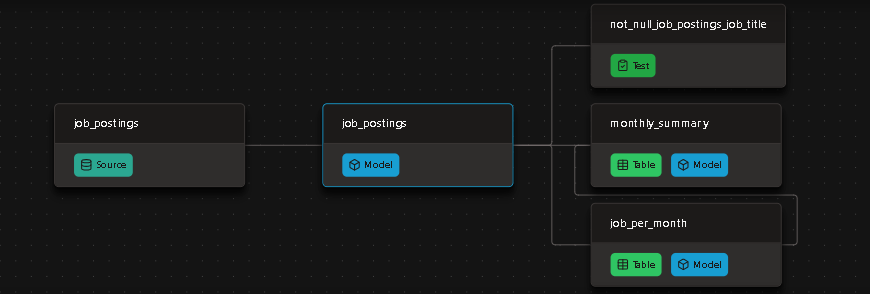 not_null_job_postings_job_title
Test
job_postings
Source
job_postings
Model
monthly_summary
Table Model
job_per_month
Table Model